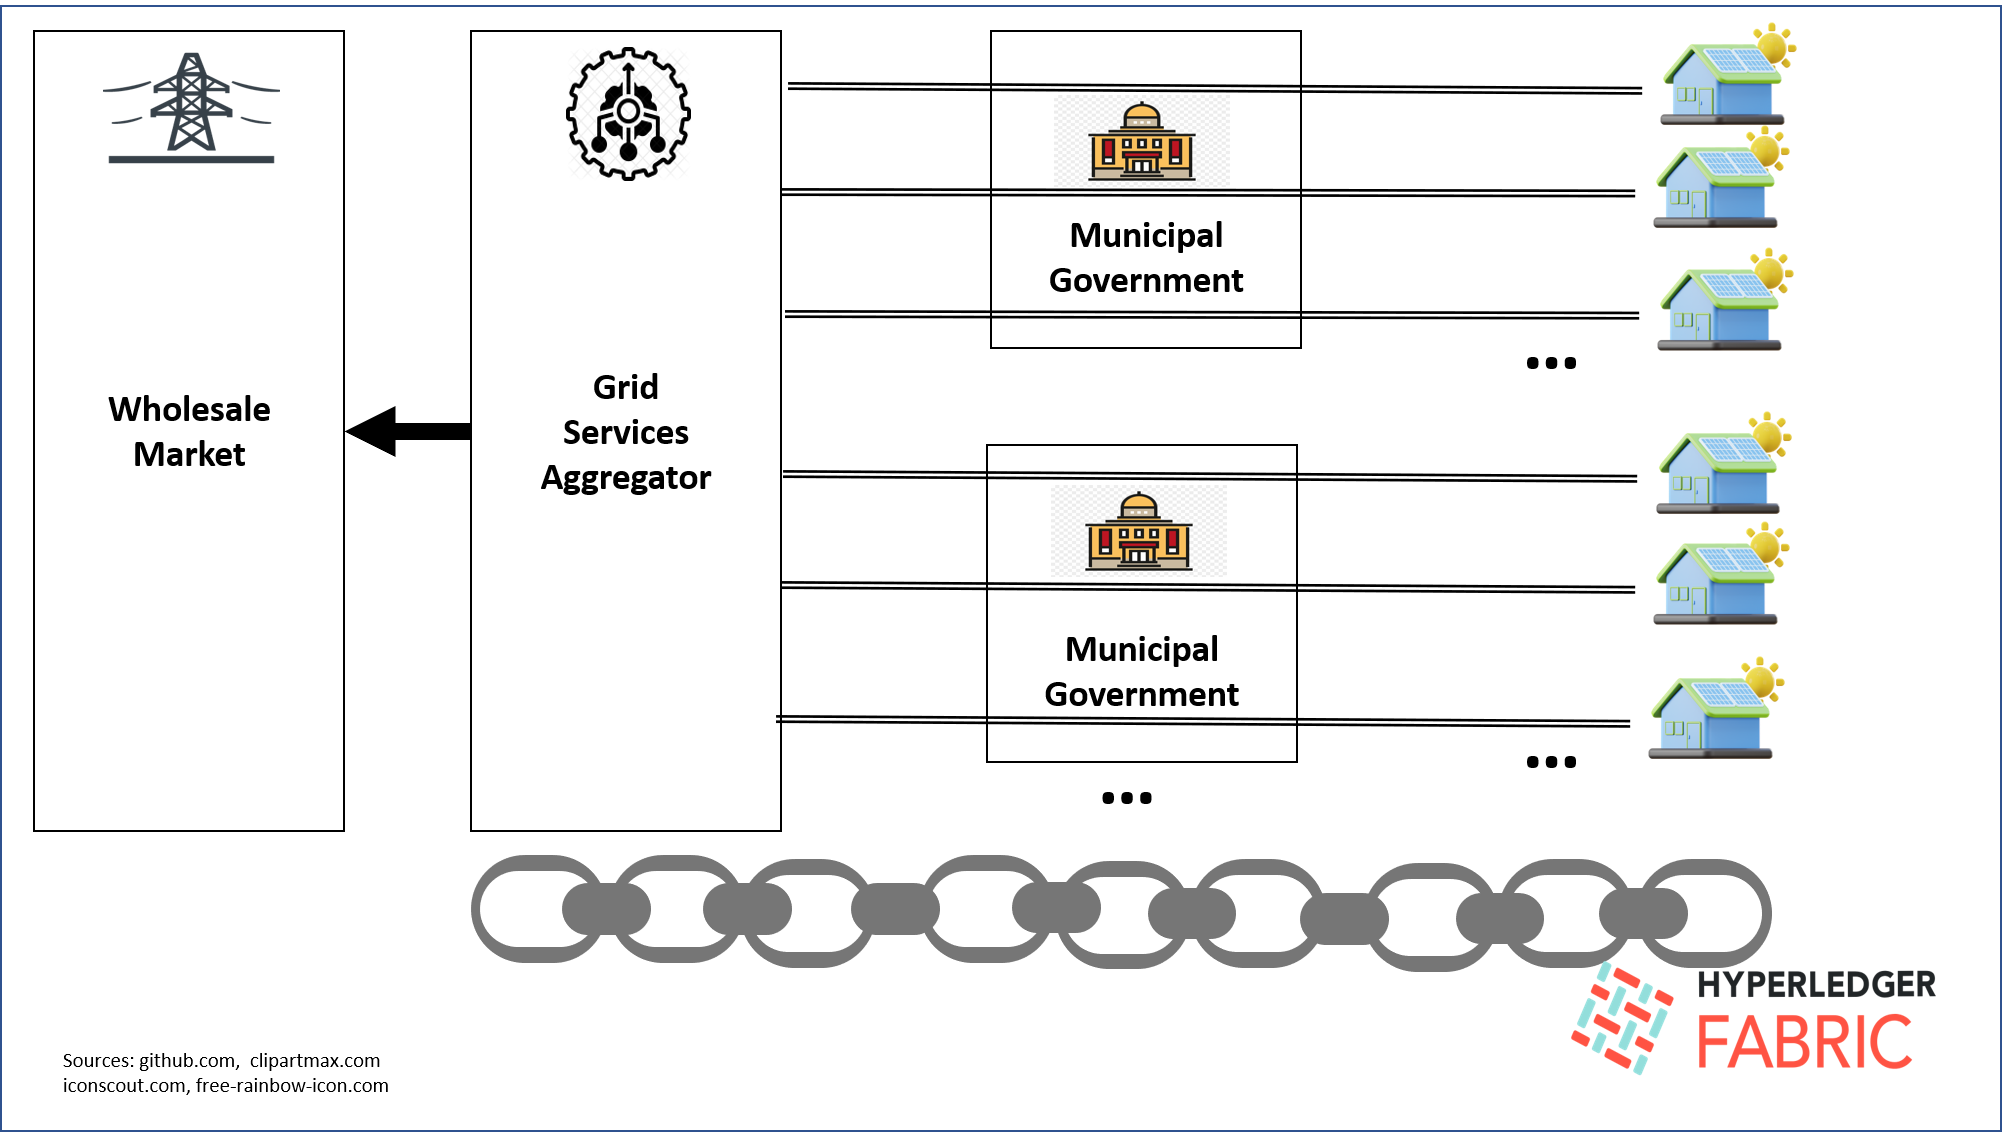 Wholesale
Market
Grid
Services
Aggregator
Municipal
Government
...
Municipal
Government
...
...
HYPERLEDGER
FABRIC
Sources: github.com,  clipartmax.com
iconscout.com, free-rainbow-icon.com